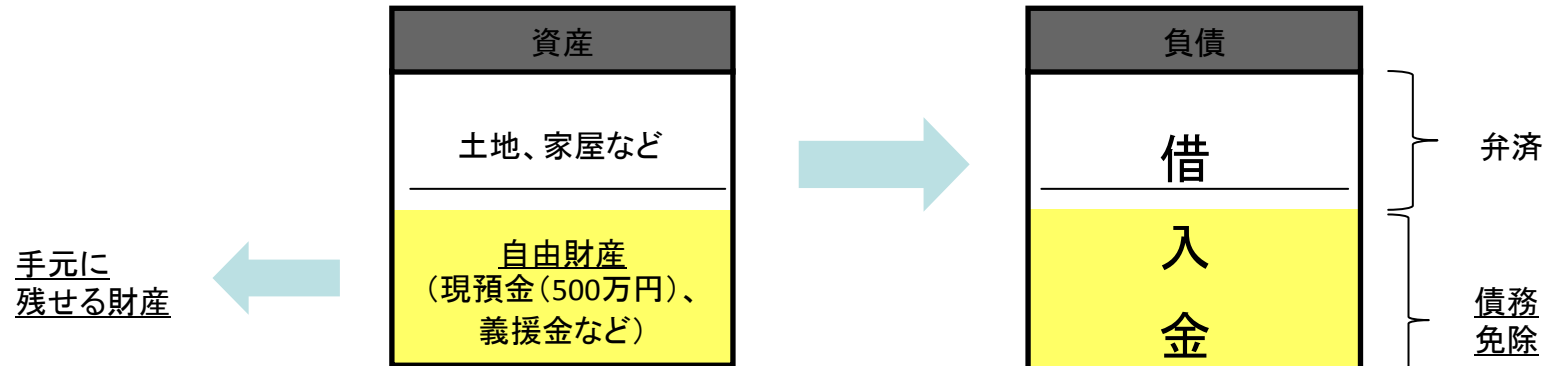 資産
土地、家屋など
自由財産
（現預金（500万円）、
義援金など）
手元に
残せる財産
負債
借
入
金
弁済
債務
免除